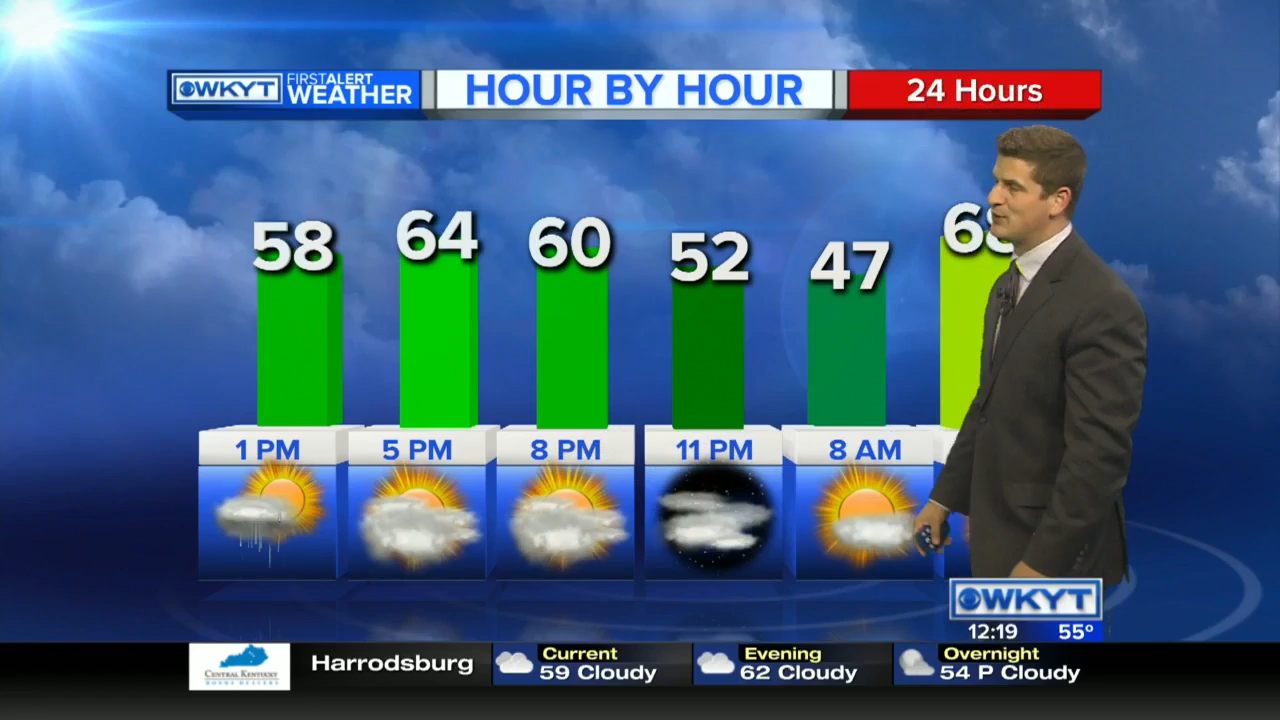 WKYT FIRSTALERT WEATHER
HOUR BY HOUR
24 Hours
58 64 60 52 47
1 PM 5 PM 8 PM 11 PM 8 AM
WKYT
12:19 55°
CENTRAL KENTUCKY
Harrodsburg
Current
59 Cloudy
Evening
62 Cloudy
Overnight
54 P Cloudy